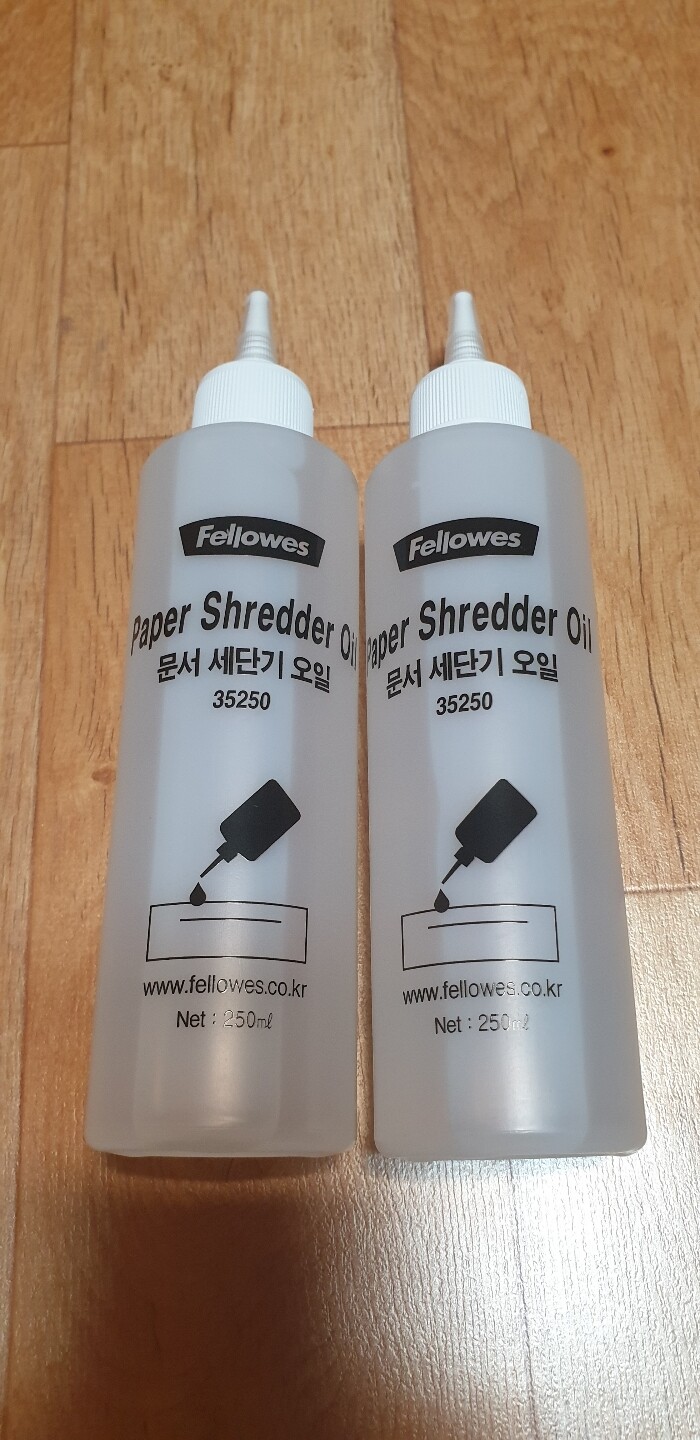 Fellowes
Paper Shredder Oil
문서 세단기 오일
35250
www.fellowes.co.kr
Net : 250㎖
Fellowes
Paper Shredder Oil
문서 세단기 오일
35250
www.fellowes.co.kr
Net : 250㎖